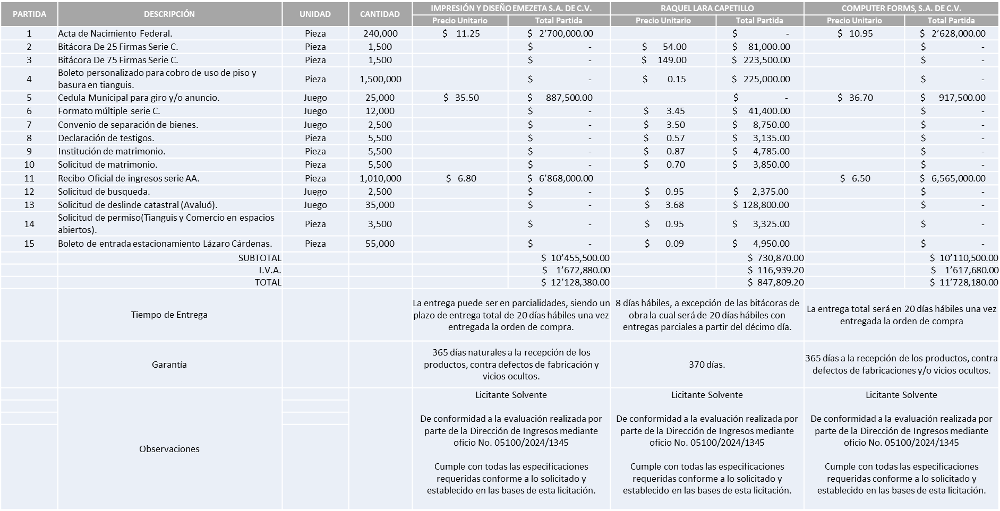 PARTIDA DESCRIPCIÓN UNIDAD CANTIDAD IMPRESIÓN Y DISEÑO EMEZETA S.A. DE C.V. RAQUEL LARA CAPETILLO COMPUTER FORMS, S.A. DE C.V.
Precio Unitario Total Partida Precio Unitario Total Partida Precio Unitario Total Partida
1 Acta de Nacimiento Federal. Pieza 240,000 $ 11.25 $ 2’700,000.00 $ - $ 10.95 $ 2’628,000.00
2 Bitácora De 25 Firmas Serie C. Pieza 1,500 $ - $ 54.00 $ 81,000.00 $ -
3 Bitácora De 75 Firmas Serie C. Pieza 1,500 $ - $ 149.00 $ 223,500.00 $ -
4 Boleto personalizado para cobro de uso de piso y
basura en tianguis. Pieza 1,500,000 $ - $ 0.15 $ 225,000.00 $ -
5 Cedula Municipal para giro y/o anuncio. Juego 25,000 $ 35.50 $ 887,500.00 $ - $ 36.70 $ 917,500.00
6 Formato múltiple serie C. Juego 12,000 $ - $ 3.45 $ 41,400.00 $ -
7 Convenio de separación de bienes. Juego 2,500 $ - $ 3.50 $ 8,750.00 $ -
8 Declaración de testigos. Pieza 5,500 $ - $ 0.57 $ 3,135.00 $ -
9 Institución de matrimonio. Pieza 5,500 $ - $ 0.87 $ 4,785.00 $ -
10 Solicitud de matrimonio. Pieza 5,500 $ - $ 0.70 $ 3,850.00 $ -
11 Recibo Oficial de ingresos serie AA. Pieza 1,010,000 $ 6.80 $ 6’868,000.00 $ 6.50 $ 6,565,000.00
12 Solicitud de busqueda. Juego 2,500 $ - $ 0.95 $ 2,375.00 $ -
13 Solicitud de deslinde catastral (Avaluó). Juego 35,000 $ - $ 3.68 $ 128,800.00 $ -
14 Solicitud de permiso(Tianguis y Comercio en espacios
abiertos). Pieza 3,500 $ - $ 0.95 $ 3,325.00 $ -
15 Boleto de entrada estacionamiento Lázaro Cárdenas. Pieza 55,000 $ - $ 0.09 $ 4,950.00 $ -
SUBTOTAL $ 10’455,500.00 $ 730,870.00 $ 10’110,500.00
I.V.A. $ 1’672,880.00 $ 116,939.20 $ 1’617,680.00
TOTAL $ 12’128,380.00 $ 847,809.20 $ 11’728,180.00
Tiempo de Entrega
La entrega puede ser en parcialidades, siendo un
plazo de entrega total de 20 días hábiles una vez
entregada la orden de compra.
8 días hábiles, a excepción de las bitácoras de
obra la cual será de 20 días hábiles con
entregas parciales a partir del décimo día.
La entrega total será en 20 días hábiles una vez
entregada la orden de compra
Garantía
365 días naturales a la recepción de los
productos, contra defectos de fabricación y
vicios ocultos.
370 días.
365 días a la recepción de los productos, contra
defectos de fabricaciones y/o vicios ocultos.
Observaciones
Licitante Solvente
De conformidad a la evaluación realizada por
parte de la Dirección de Ingresos mediante
oficio No. 05100/2024/1345
Cumple con todas las especificaciones
requeridas conforme a lo solicitado y
establecido en las bases de esta licitación.
Licitante Solvente
De conformidad a la evaluación realizada por
parte de la Dirección de Ingresos mediante
oficio No. 05100/2024/1345
Cumple con todas las especificaciones
requeridas conforme a lo solicitado y
establecido en las bases de esta licitación.
Licitante Solvente
De conformidad a la evaluación realizada por
parte de la Dirección de Ingresos mediante
oficio No. 05100/2024/1345
Cumple con todas las especificaciones
requeridas conforme a lo solicitado y
establecido en las bases de esta licitación.